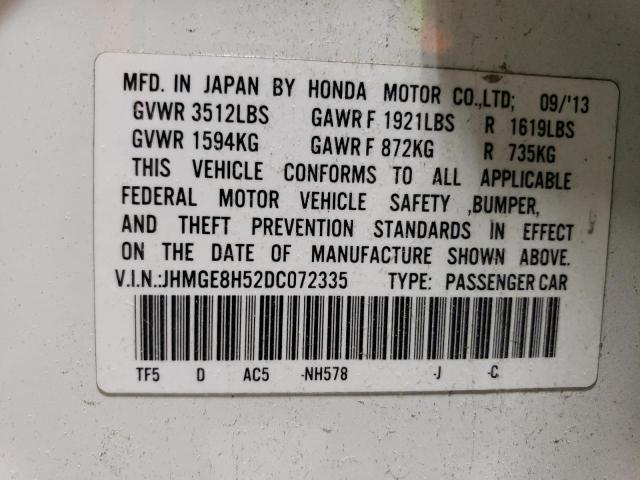 MFD. IN JAPAN BY HONDA MOTOR CO.,LTD; 09/'13
GVWR 3512LBS GAWR F 1921LBS R 1619LBS
GVWR 1594KG GAWR F 872KG R 735KG
THIS VEHICLE CONFORMS TO ALL APPLICABLE
FEDERAL MOTOR VEHICLE SAFETY ,BUMPER,
AND THEFT PREVENTION STANDARDS IN EFFECT
ON THE DATE OF MANUFACTURE SHOWN ABOVE.
V.I.N.:JHMGE8H52DC072335 TYPE: PASSENGER CAR
TF5 D AC5 -NH578 -J -C